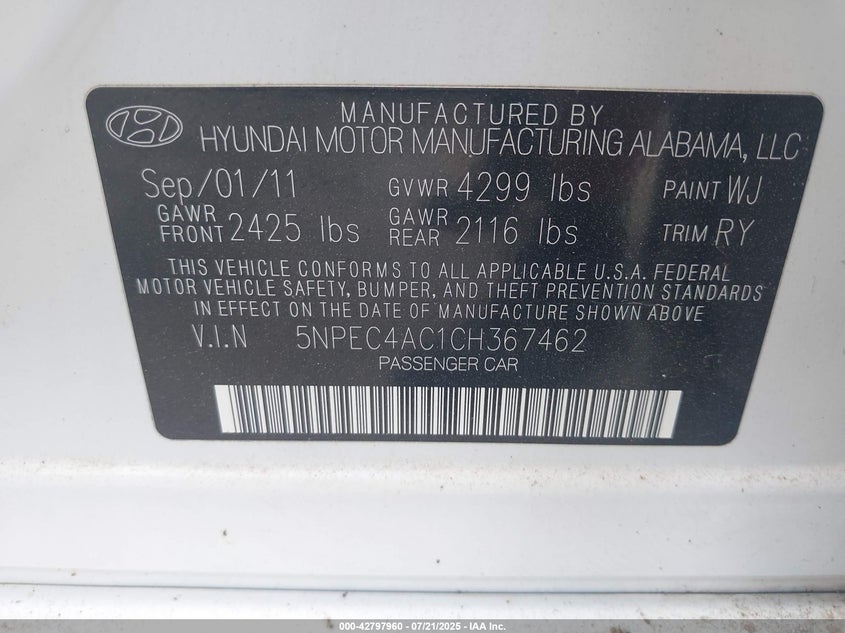 MANUFACTURED BY
HYUNDAI MOTOR MANUFACTURING ALABAMA, LLC
Sep/01/11 GVWR 4299 lbs PAINT WJ
GAWR FRONT 2425 lbs GAWR REAR 2116 lbs TRIM RY
THIS VEHICLE CONFORMS TO ALL APPLICABLE U.S.A. FEDERAL
MOTOR VEHICLE SAFETY, BUMPER, AND THEFT PREVENTION STANDARDS
IN EFFECT ON THE DATE OF MANUFACTURE SHOWN ABOVE
V.I.N 5NPEC4AC1CH367462
PASSENGER CAR
000-42797960 - 07/21/2025 - IAA Inc.